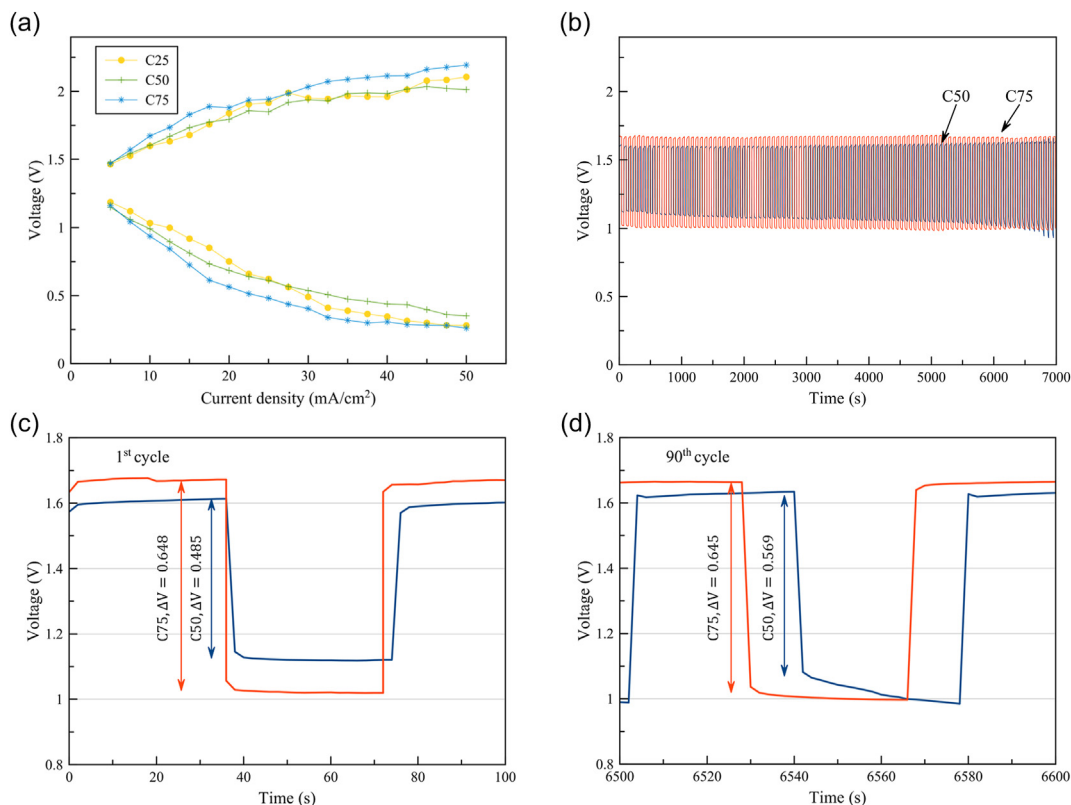 (a)
C25
C50
C75
2
1.5
1
0.5
0
Voltage (V)
0
10
20
30
40
50
Current density (mA/cm²)
(b)
C50
C75
2
1.5
1
0.5
0
Voltage (V)
0
1000
2000
3000
4000
5000
6000
7000
Time (s)
(c)
1st cycle
1.8
1.6
1.4
1.2
1
0.8
Voltage (V)
C75, ΔV = 0.648
C50, ΔV = 0.485
0
20
40
60
80
100
Time (s)
(d)
90th cycle
1.8
1.6
1.4
1.2
1
0.8
Voltage (V)
C75, ΔV = 0.645
C50, ΔV = 0.569
6500
6520
6540
6560
6580
6600
Time (s)